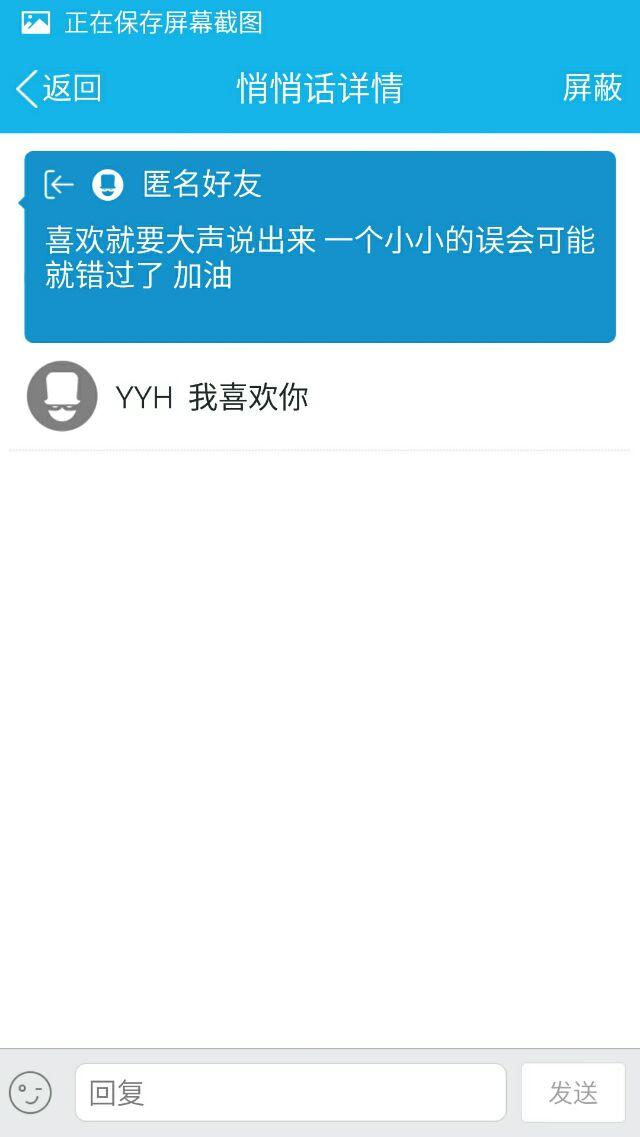 正在保存屏幕截图
返回
悄悄话详情
屏蔽
匿名好友
喜欢就要大声说出来 一个小小的误会可能
就错过了 加油
YYH 我喜欢你
回复
发送